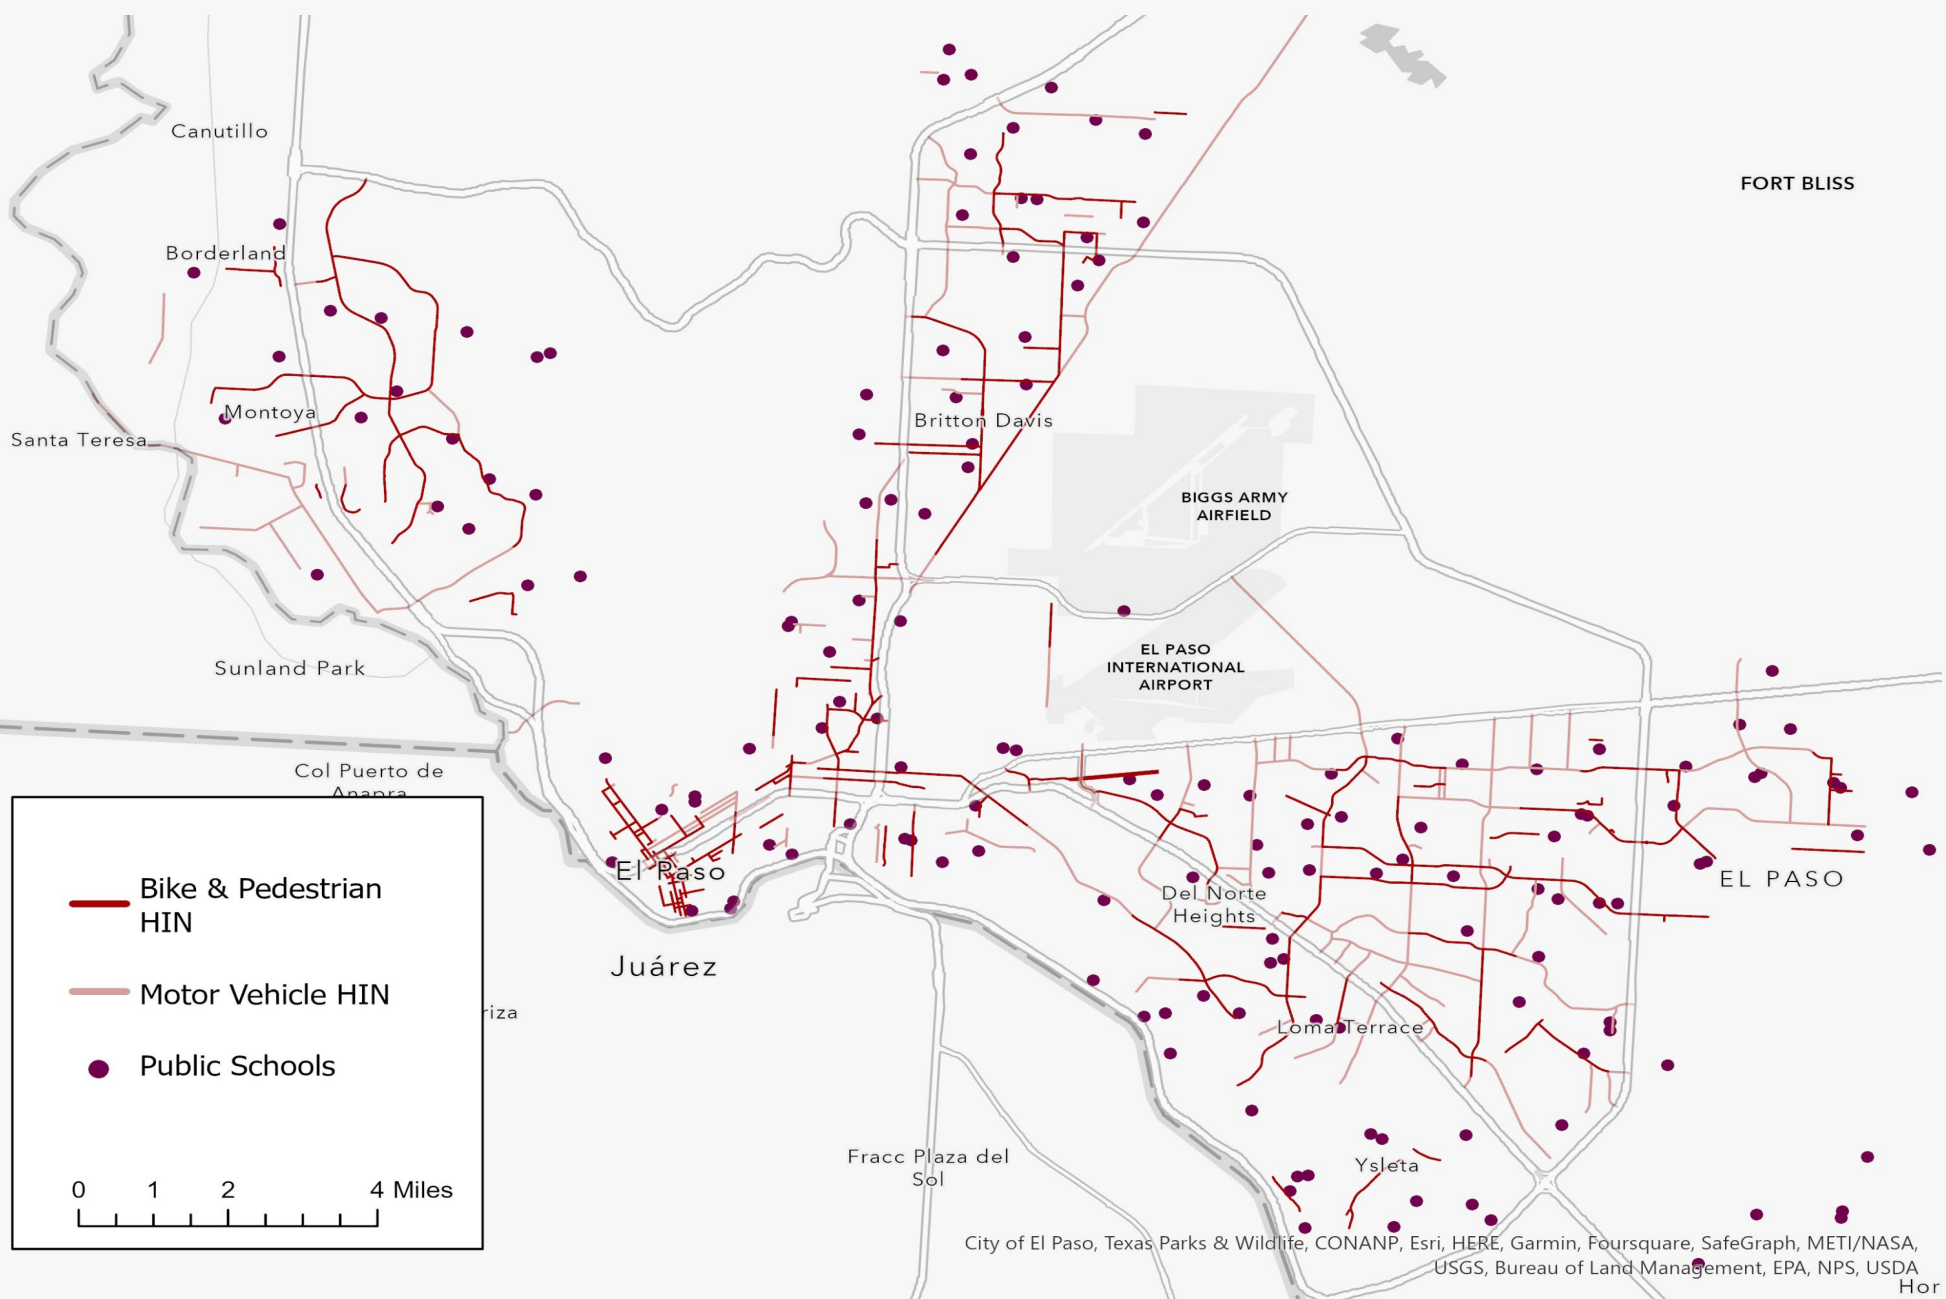 Canutillo
FORT BLISS
Borderland
Montoya
Santa Teresa
Britton Davis
BIGGS ARMY
AIRFIELD
EL PASO
INTERNATIONAL
AIRPORT
Sunland Park
Col Puerto de
Anapra
El Paso
EL PASO
Del Norte
Heights
Juárez
riza
Loma Terrace
Fracc Plaza del
Sol
Ysleta
Bike & Pedestrian
HIN
Motor Vehicle HIN
Public Schools
0 1 2 4 Miles
City of El Paso, Texas Parks & Wildlife, CONANP, Esri, HERE, Garmin, Foursquare, SafeGraph, METI/NASA,
USGS, Bureau of Land Management, EPA, NPS, USDA
Hor